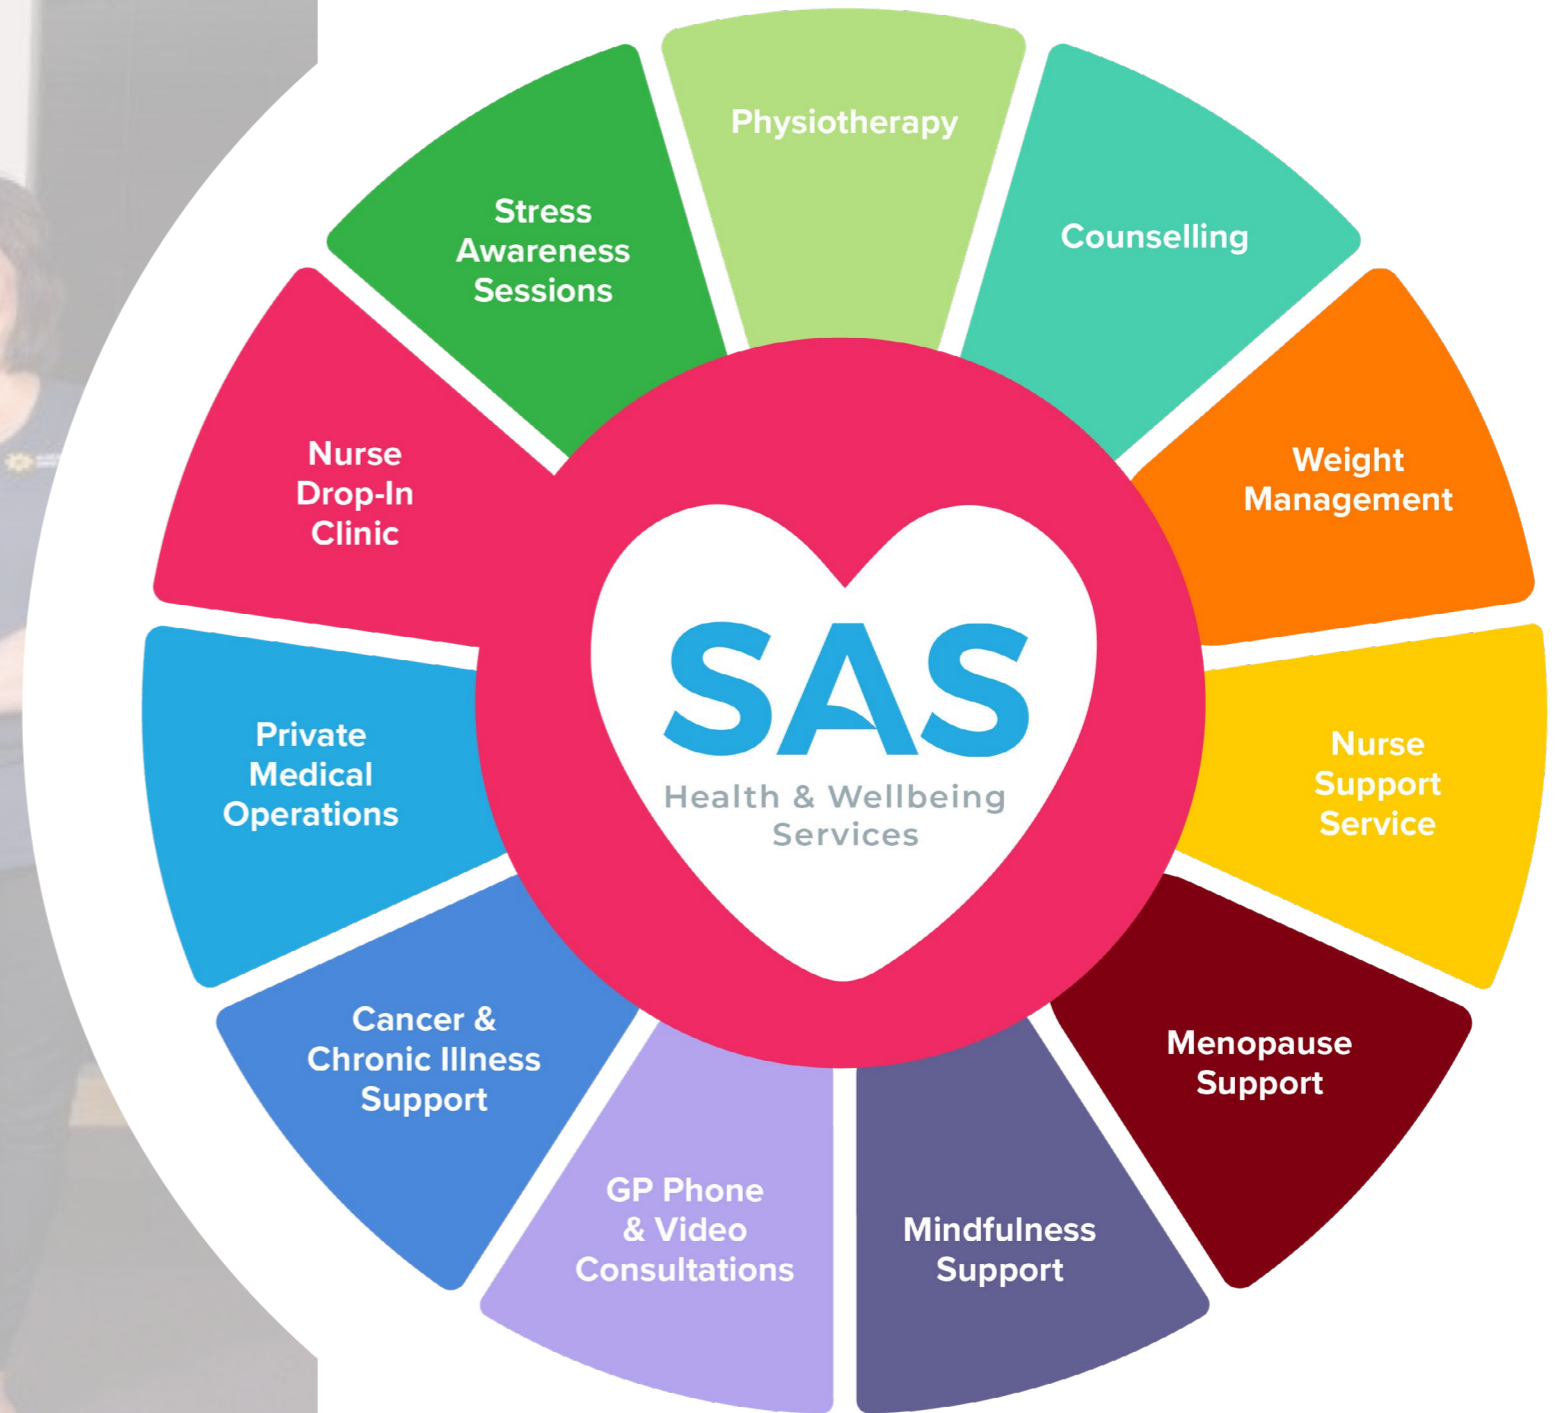 Physiotherapy
Counselling
Weight
Management
Nurse
Support
Service
Menopause
Support
Mindfulness
Support
GP Phone
& Video
Consultations
Cancer &
Chronic Illness
Support
Private
Medical
Operations
Nurse
Drop-In
Clinic
Stress
Awareness
Sessions
SAS
Health & Wellbeing
Services